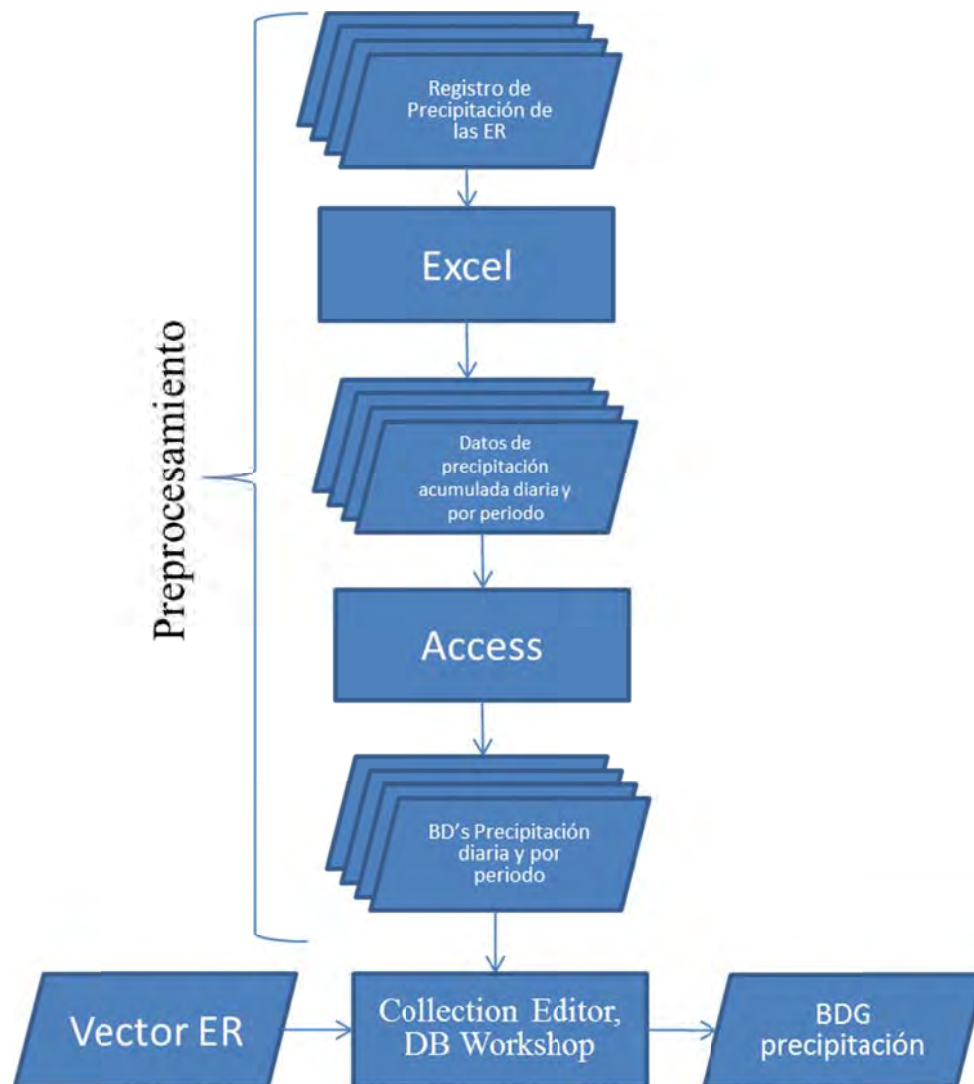 Registro de
Precipitación de
las ER
Excel
Preprocesamiento
Datos de
precipitación
acumulada diaria y
por periodo
Access
BD's Precipitación
diaria y por
periodo
Vector ER
Collection Editor,
DB Workshop
BDG
precipitación